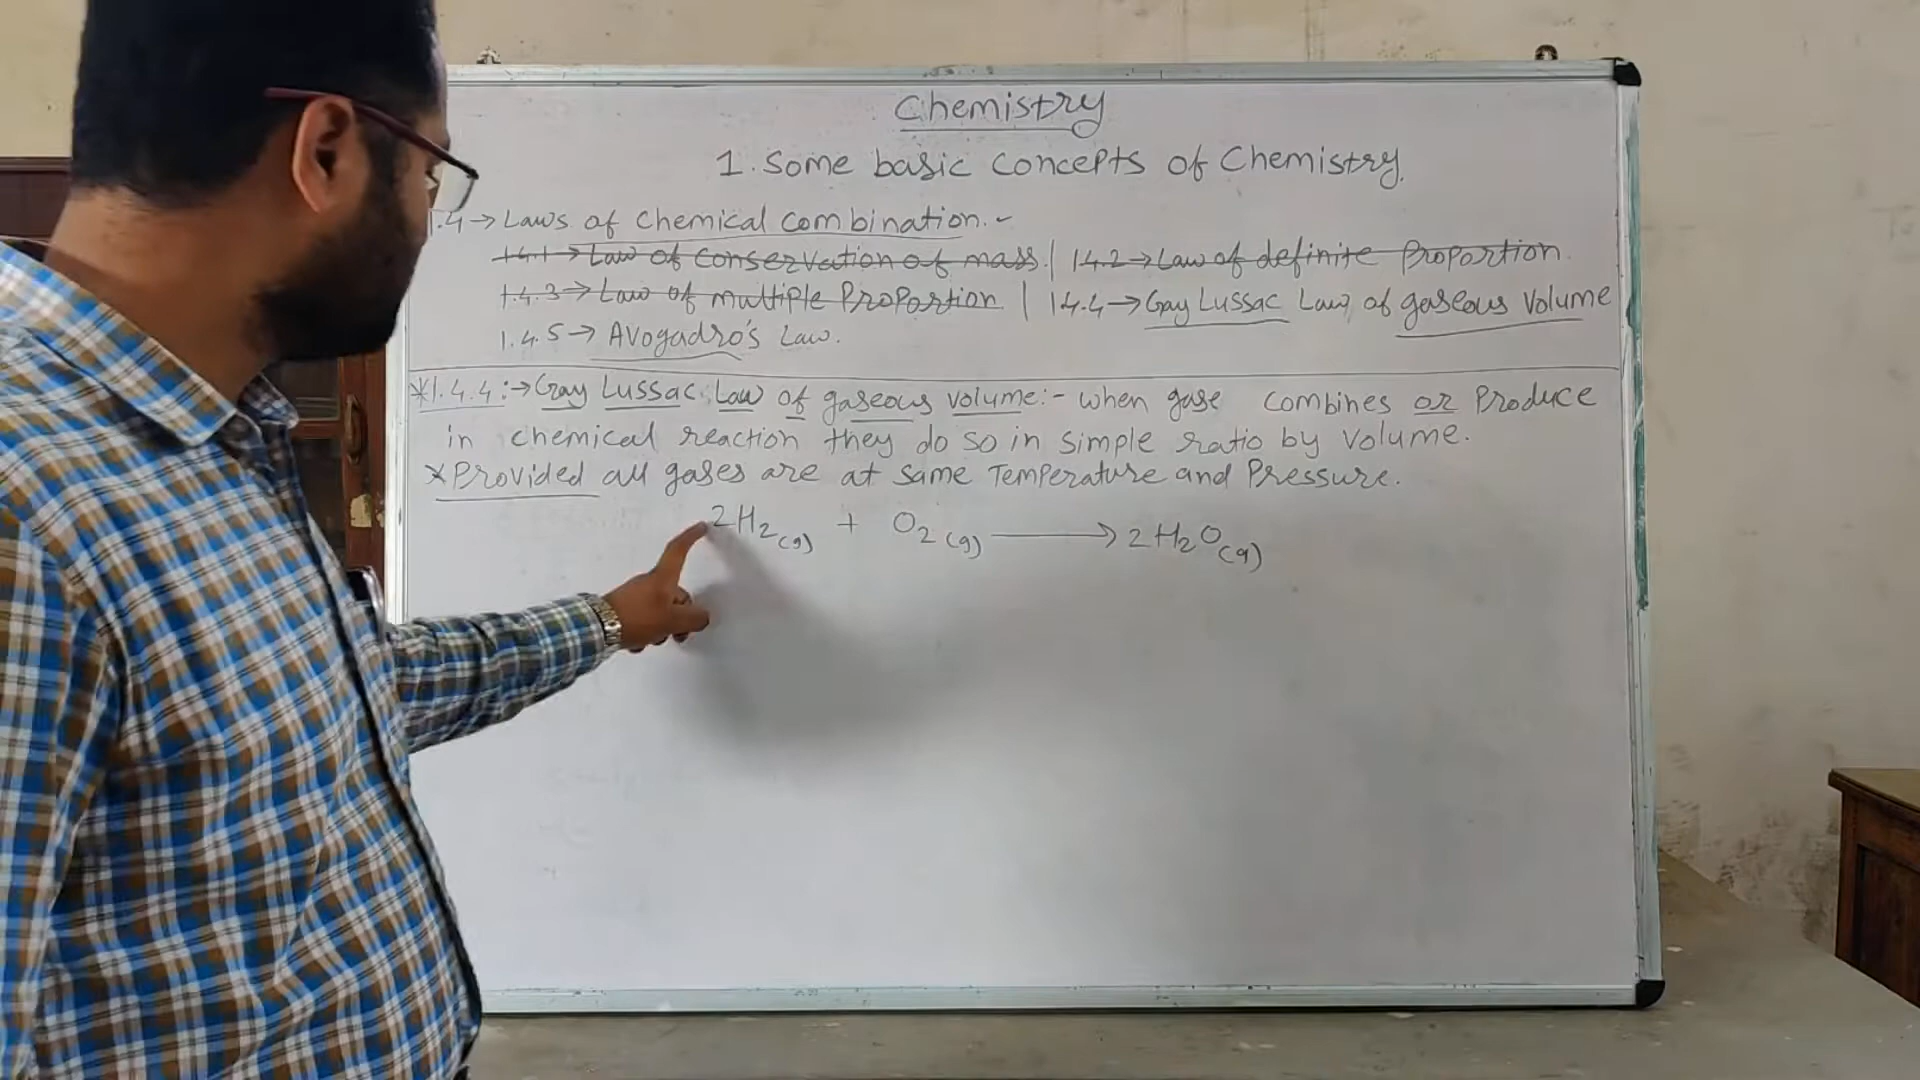 Chemistry
1. Some basic concepts of Chemistry.
1.4 → Laws of chemical combination. -
1.4.1 → Law of conservation of mass. | 1.4.2 → Law of definite Proportion.
1.4.3 → Law of multiple Proportion | 1.4.4 → Gay Lussac Law of gaseous Volume
1.4.5 → Avogadro's Law.
*1.4.4 :→ Gay Lussac Law of gaseous volume :- when gase combines or Produce
in chemical reaction they do so in simple ratio by volume.
*Provided all gases are at same Temperature and Pressure.
2H₂(g) + O₂(g) ⟶ 2H₂O(g)